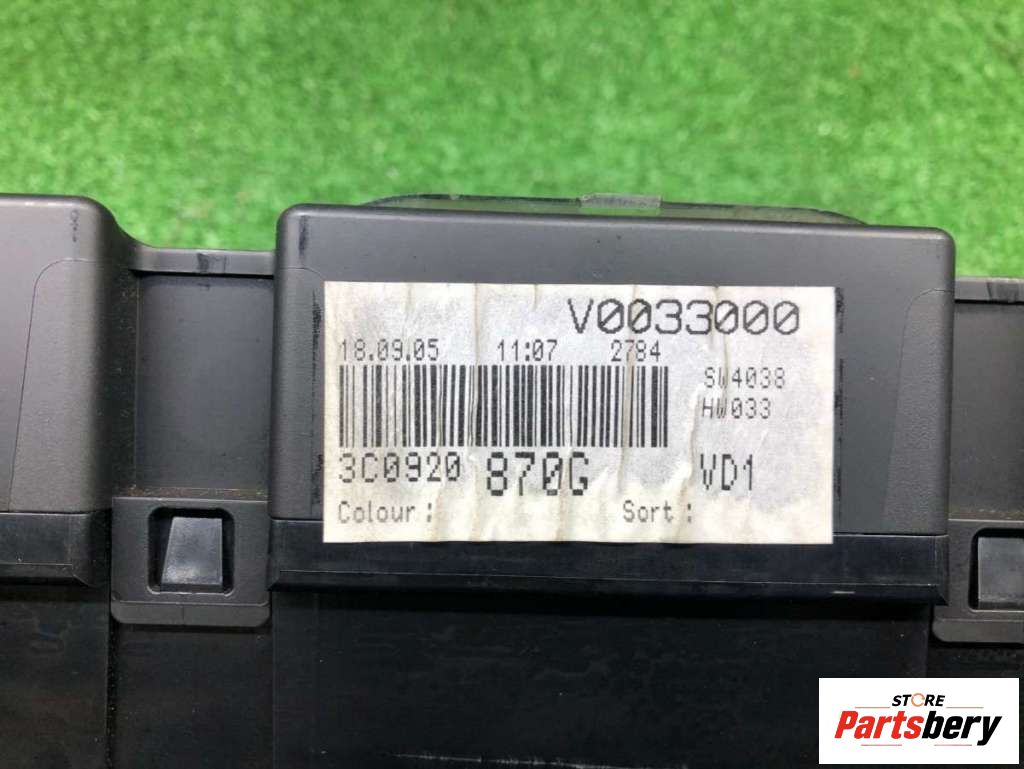 V0033000
18.09.05 11:07 2784
SW4038
HW033
3C0920 870G VD1
Colour: Sort:
STORE
Partsbery